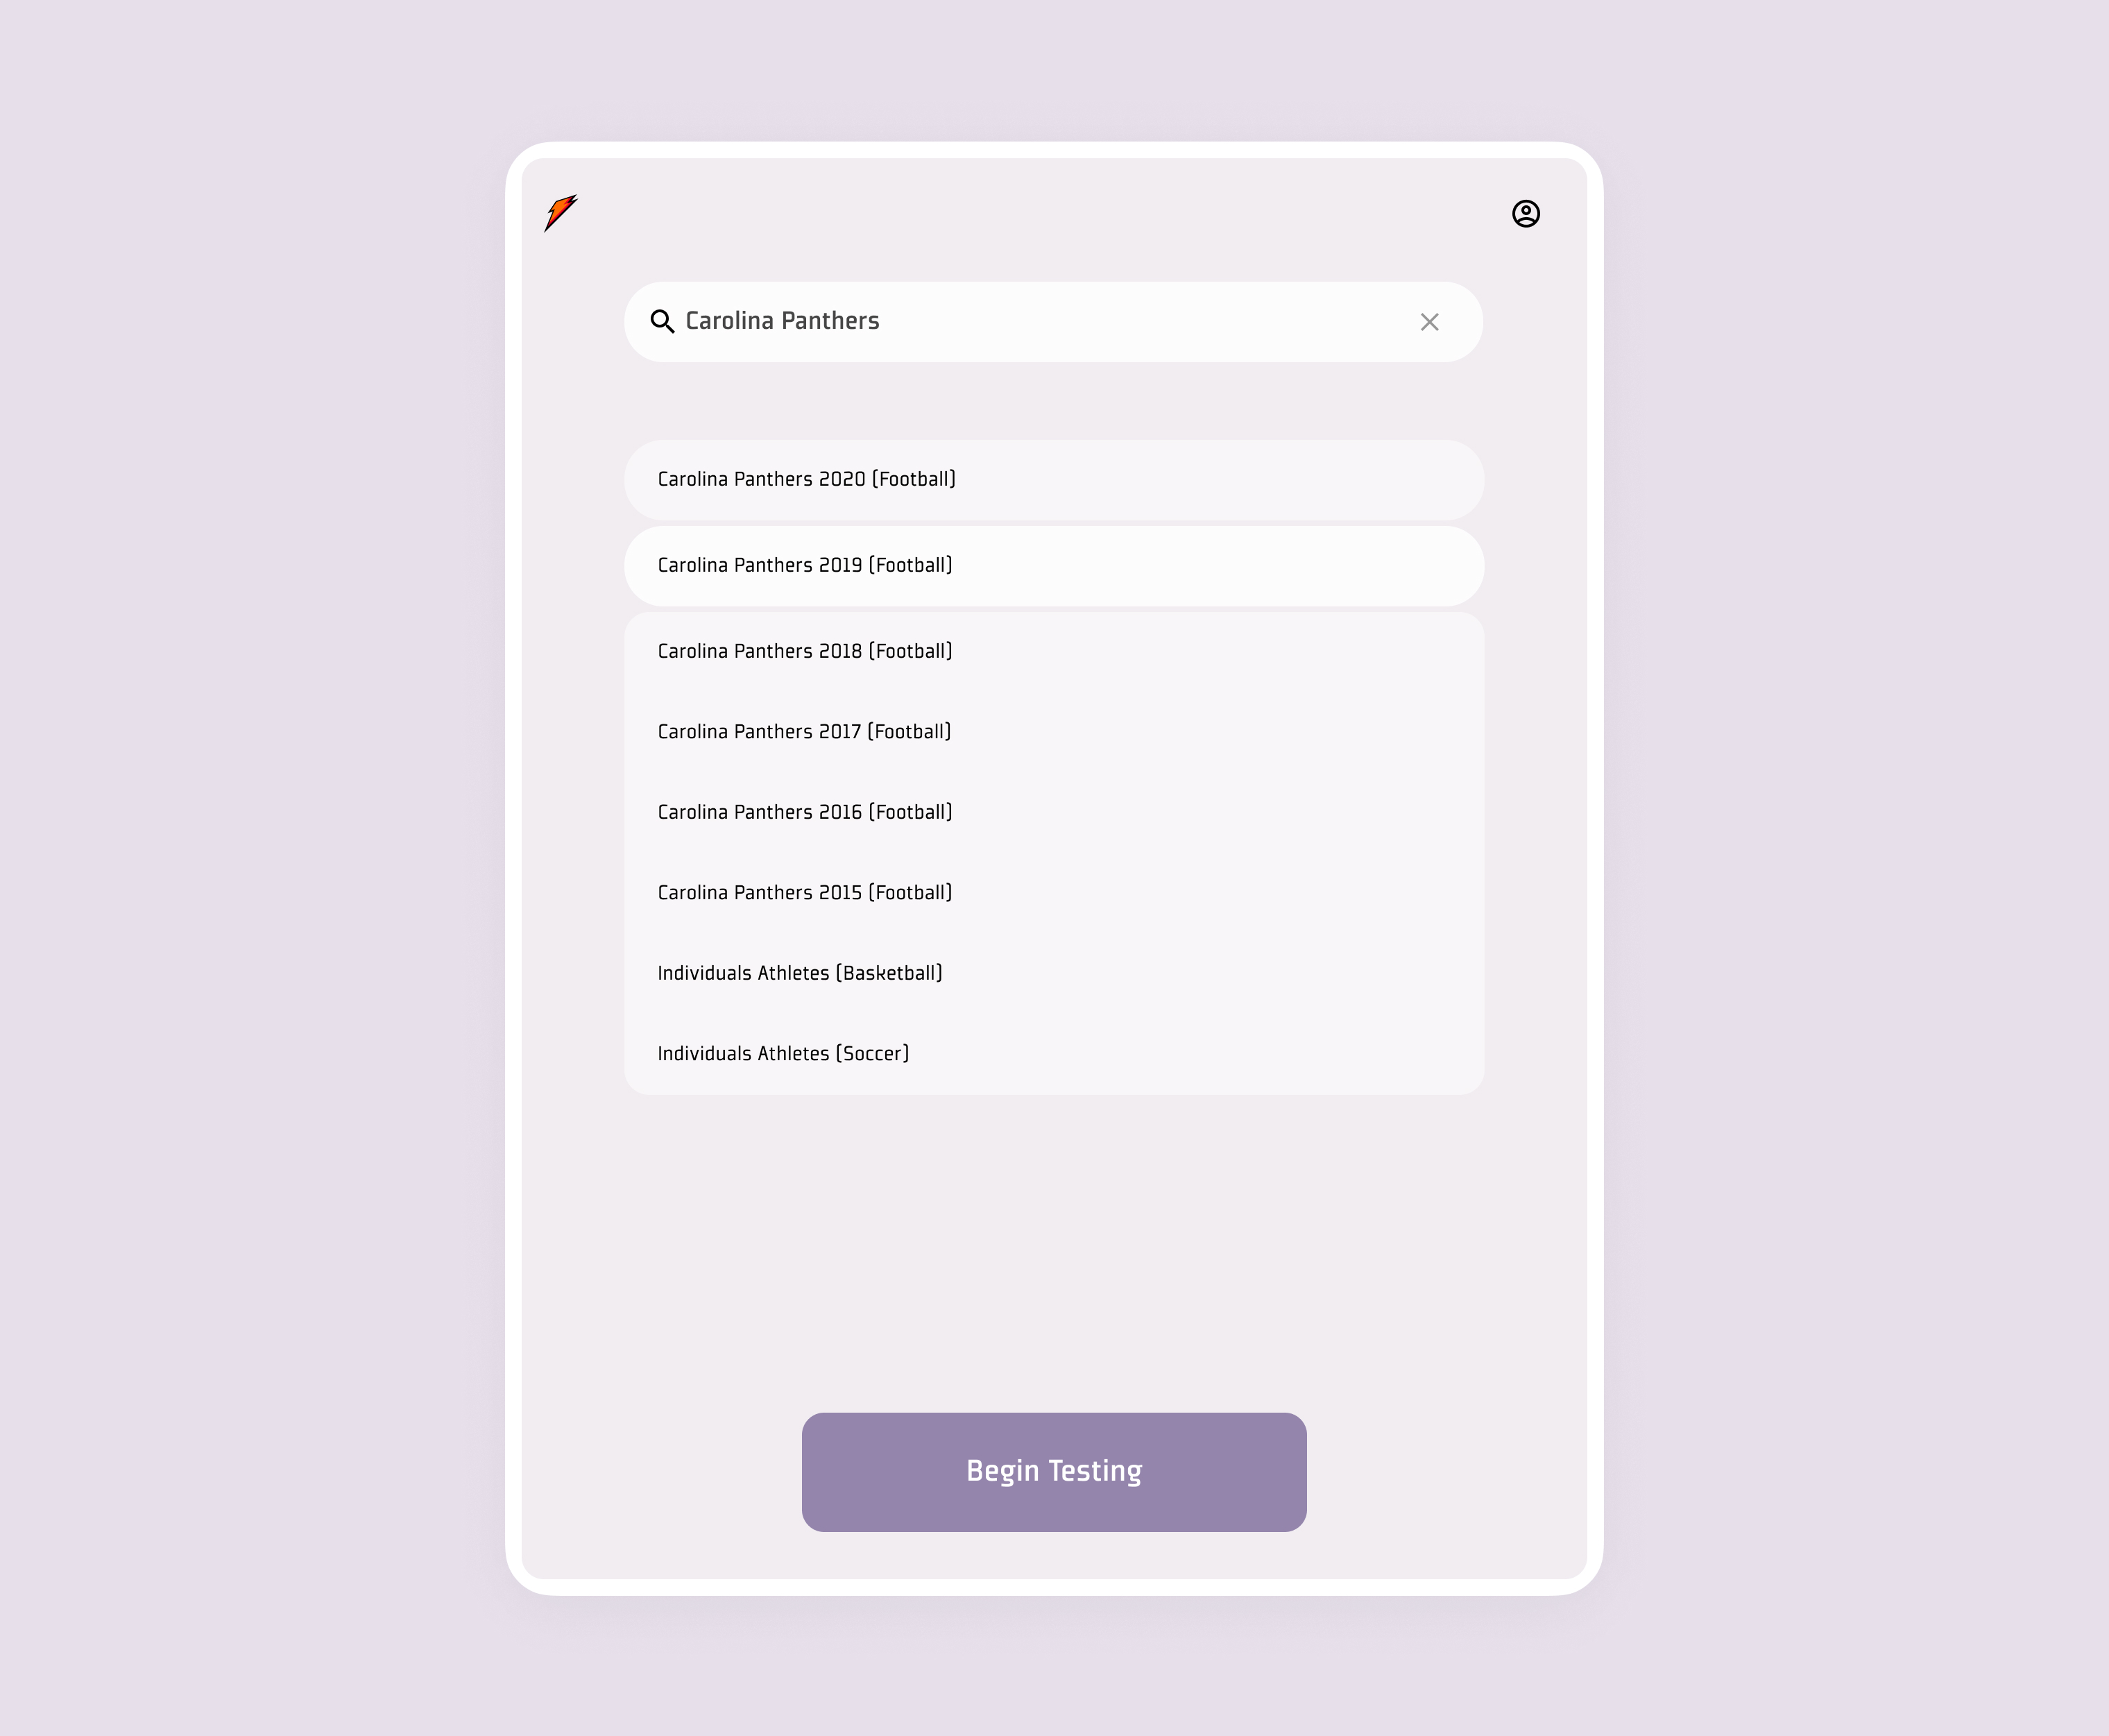 Carolina Panthers
Carolina Panthers 2020 (Football)
Carolina Panthers 2019 (Football)
Carolina Panthers 2018 (Football)
Carolina Panthers 2017 (Football)
Carolina Panthers 2016 (Football)
Carolina Panthers 2015 (Football)
Individuals Athletes (Basketball)
Individuals Athletes (Soccer)
Begin Testing